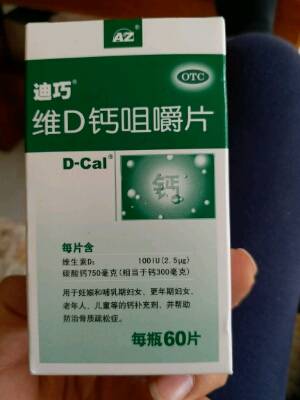 AZ
OTC
迪巧®
维D钙咀嚼片
D-Cal®
钙
每片含
维生素D₃ 100IU(2.5μg)
碳酸钙750毫克(相当于钙300毫克)
用于妊娠和哺乳期妇女、更年期妇女、
老年人、儿童等的钙补充剂，并帮助
防治骨质疏松症。
每瓶60片